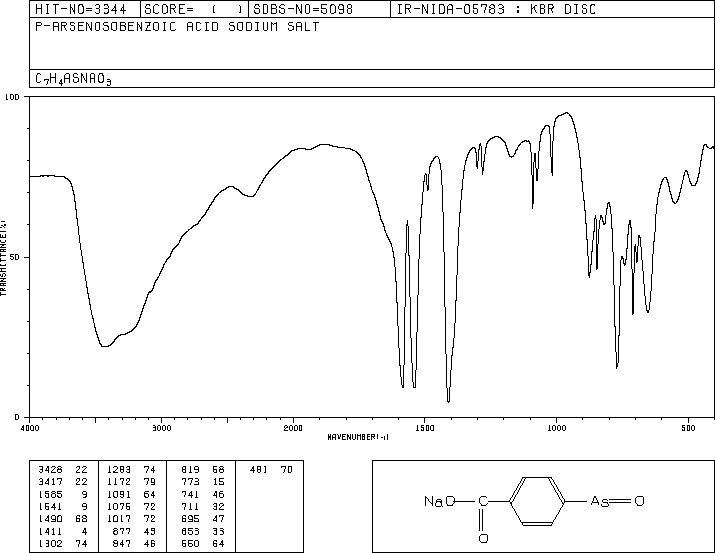 HIT-NO=3344 SCORE= ( ) SDBS-NO=5098 IR-NIDA-05783 : KBR DISC
P-ARSENOSOBENZOIC ACID SODIUM SALT
C7H4ASNAO3
100
TRANSMITTANCE(%)
50
0
4000 3000 2000 1500 1000 500
WAVENUMBER(-1)
3428 22 1283 74 819 58 481 70
3417 22 1172 79 773 15
1585 9 1091 64 741 46
1541 9 1076 72 711 32
1490 68 1017 72 695 47
1411 4 877 43 653 33
1302 74 847 46 550 64
NaO C As O
O